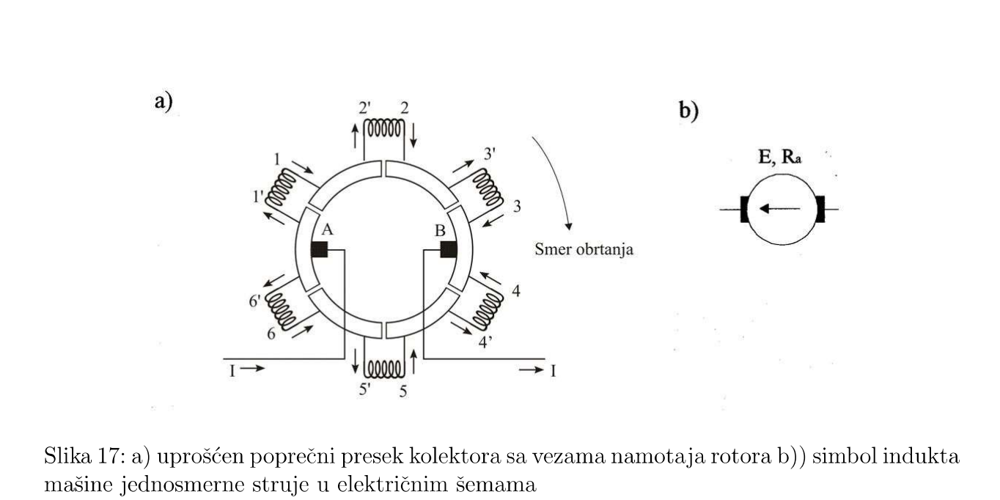 a)
2' 2
1
3'
1'
3
A
B
Smer obrtanja
6'
4
6
4’
I
I
5' 5
b)
E, Ra
Slika 17: a) uprošćen poprečni presek kolektora sa vezama namotaja rotora b)) simbol indukta
mašine jednosmerne struje u električnim šemama